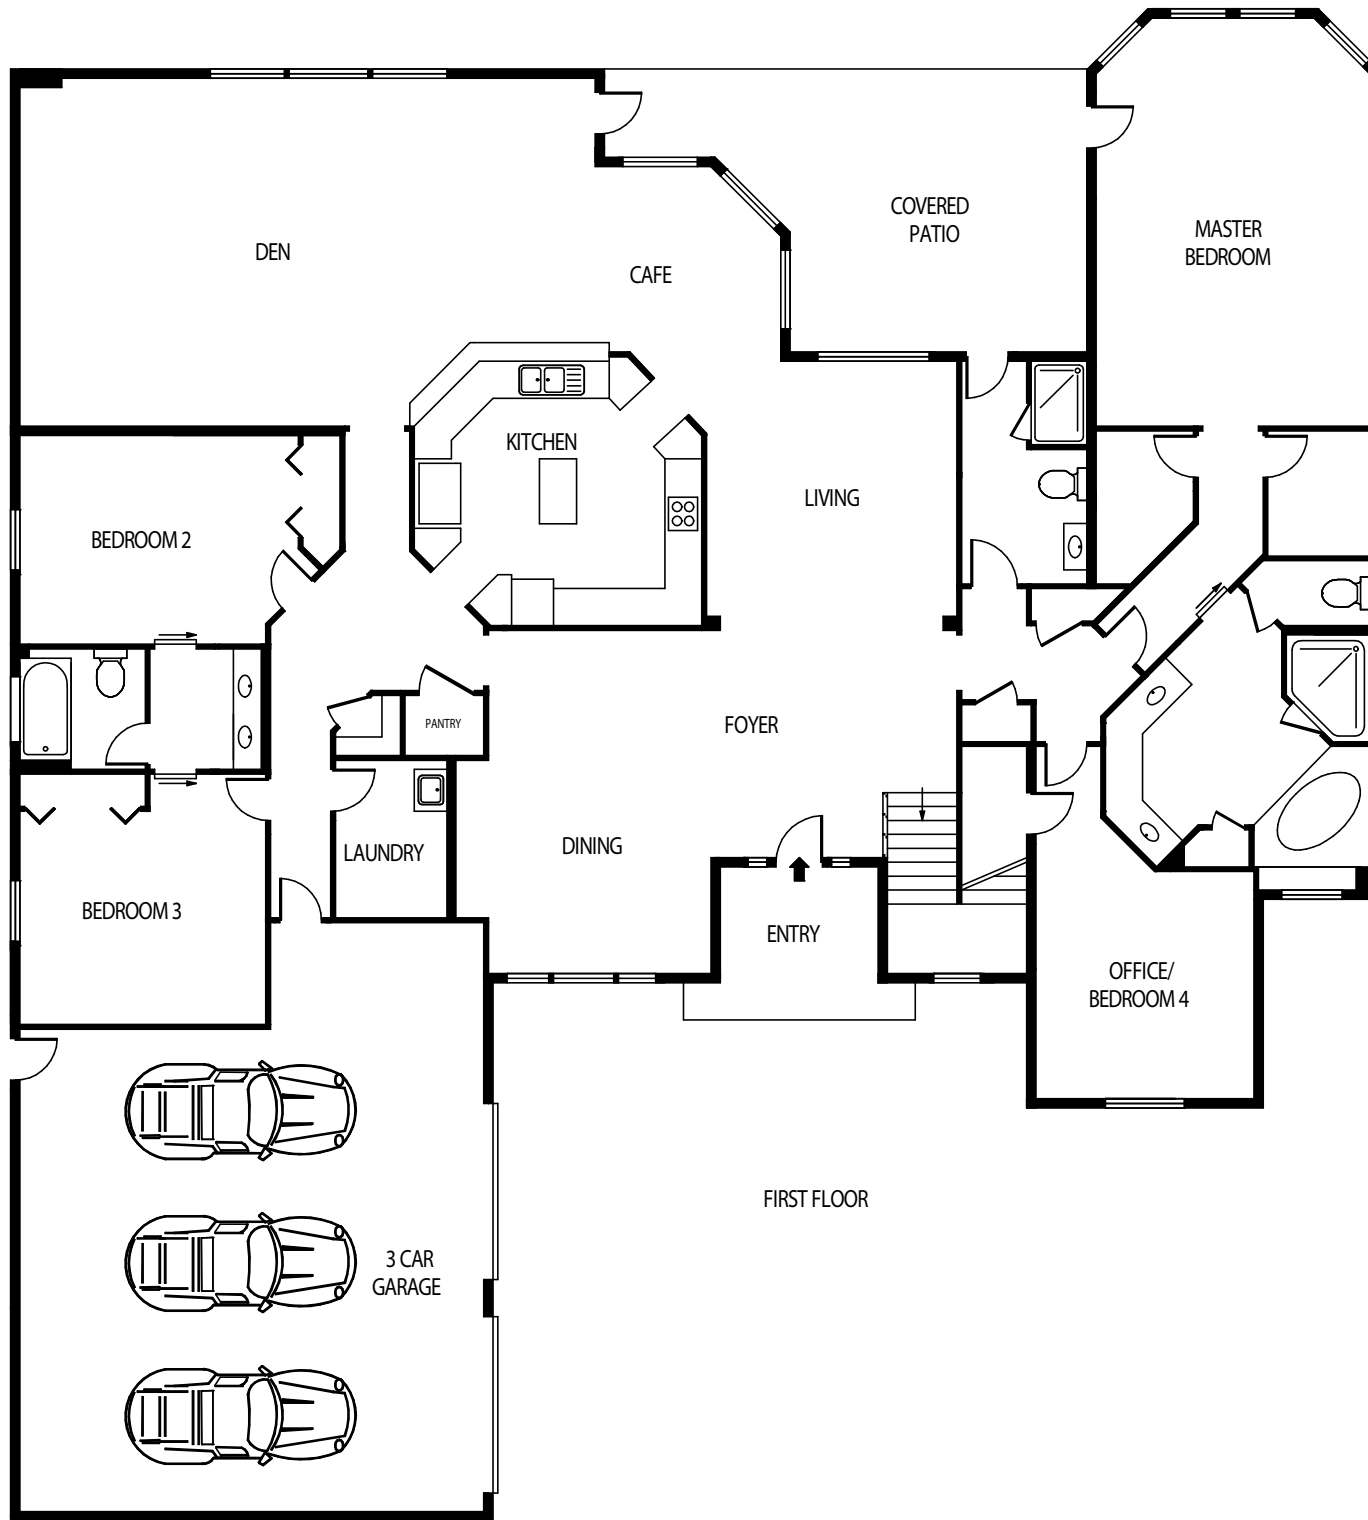 COVERED
PATIO
MASTER
BEDROOM
DEN
CAFE
KITCHEN
LIVING
BEDROOM 2
PANTRY
FOYER
LAUNDRY
DINING
BEDROOM 3
ENTRY
OFFICE/
BEDROOM 4
FIRST FLOOR
3 CAR
GARAGE